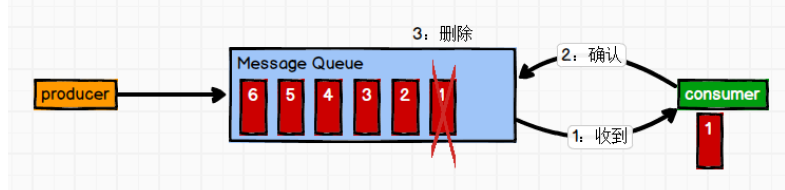 3：删除
Message Queue
2：确认
producer
6 5 4 3 2 1
consumer
1：收到
1